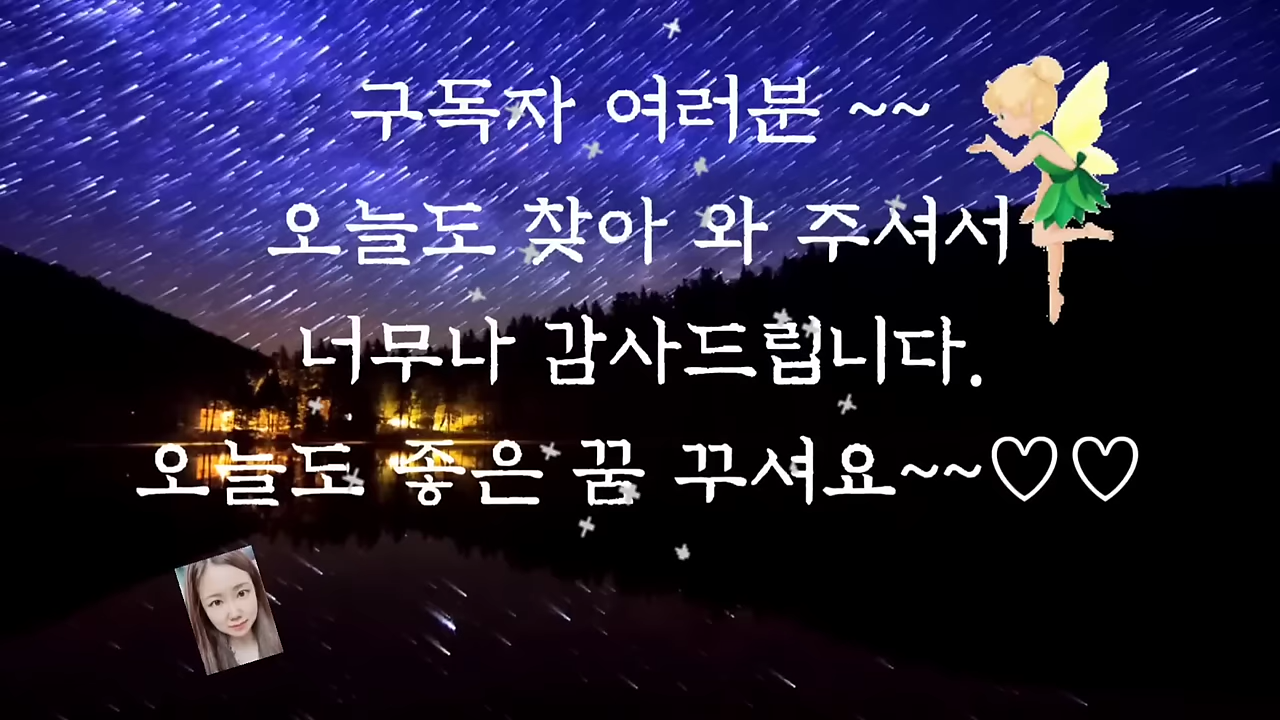 구독자 여러분 ~~
오늘도 찾아 와 주셔서
너무나 감사드립니다.
오늘도 좋은 꿈 꾸셔요~~♡♡